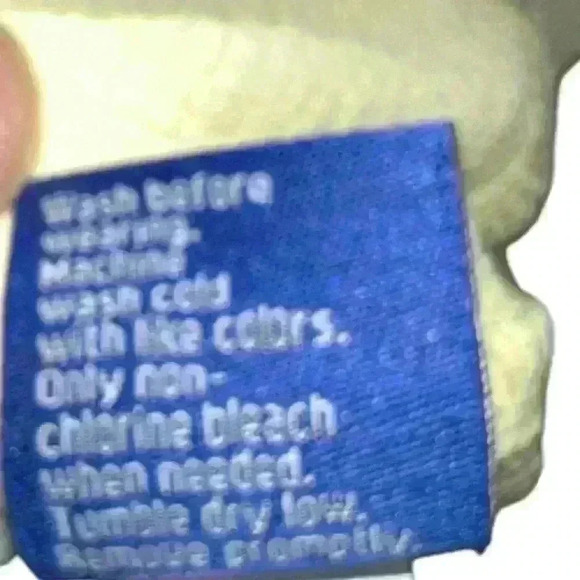 Wash before
wearing.
Machine
wash cold
with like colors.
Only non-
chlorine bleach
when needed.
Tumble dry low.
Remove promptly.